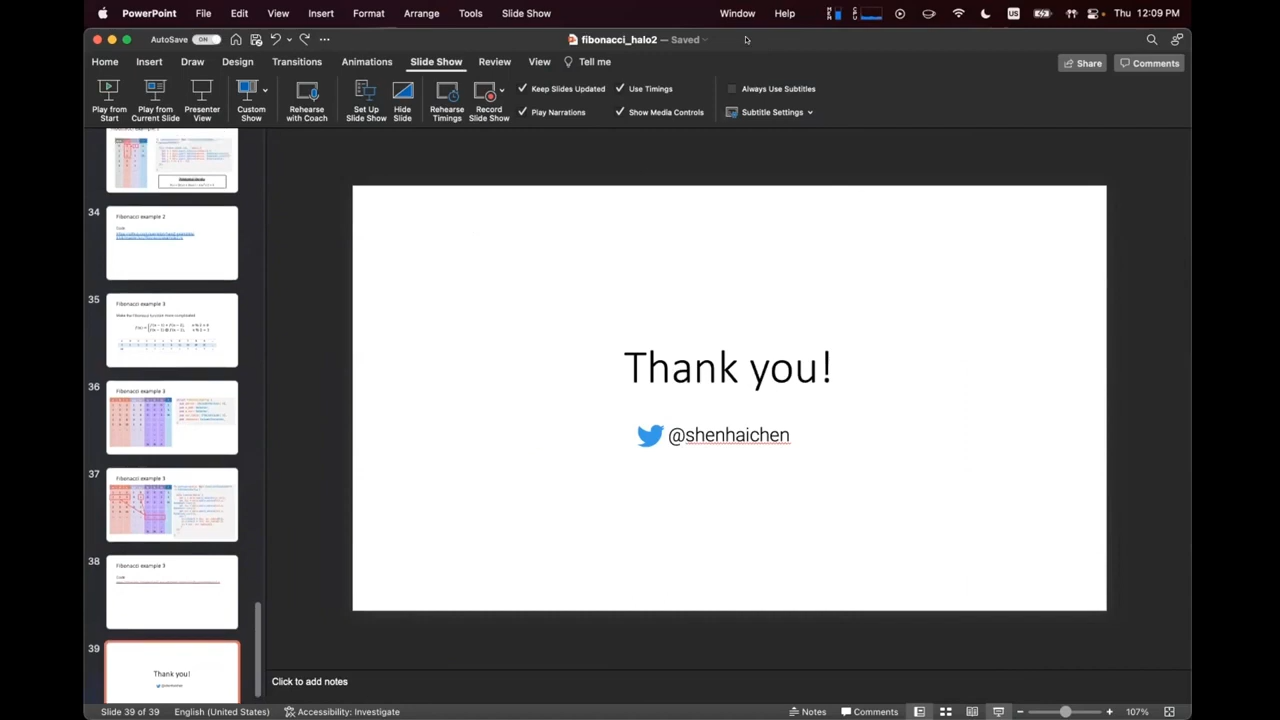 PowerPoint File Edit View Insert Format Arrange Tools Slide Show Window Help Thu 12:09 PM
AutoSave ON fibonacci_halo2 — Saved
Home Insert Draw Design Transitions Animations Slide Show Review View Tell me Share Comments
Play from Start
Play from Current Slide
Presenter View
Custom Show
Rehearse with Coach
Set Up Slide Show
Hide Slide
Rehearse Timings
Record Slide Show
Keep Slides Updated
Use Timings
Always Use Subtitles
Play Narrations
Show Media Controls
Subtitle Settings
34
Fibonacci example 2
Code
35
Fibonacci example 3
36
Fibonacci example 3
37
Fibonacci example 3
38
Fibonacci example 3
Code
39
Thank you!
Thank you!
@shenhaichen
Click to add notes
Slide 39 of 39 English (United States) Accessibility: Investigate Notes Comments 107%